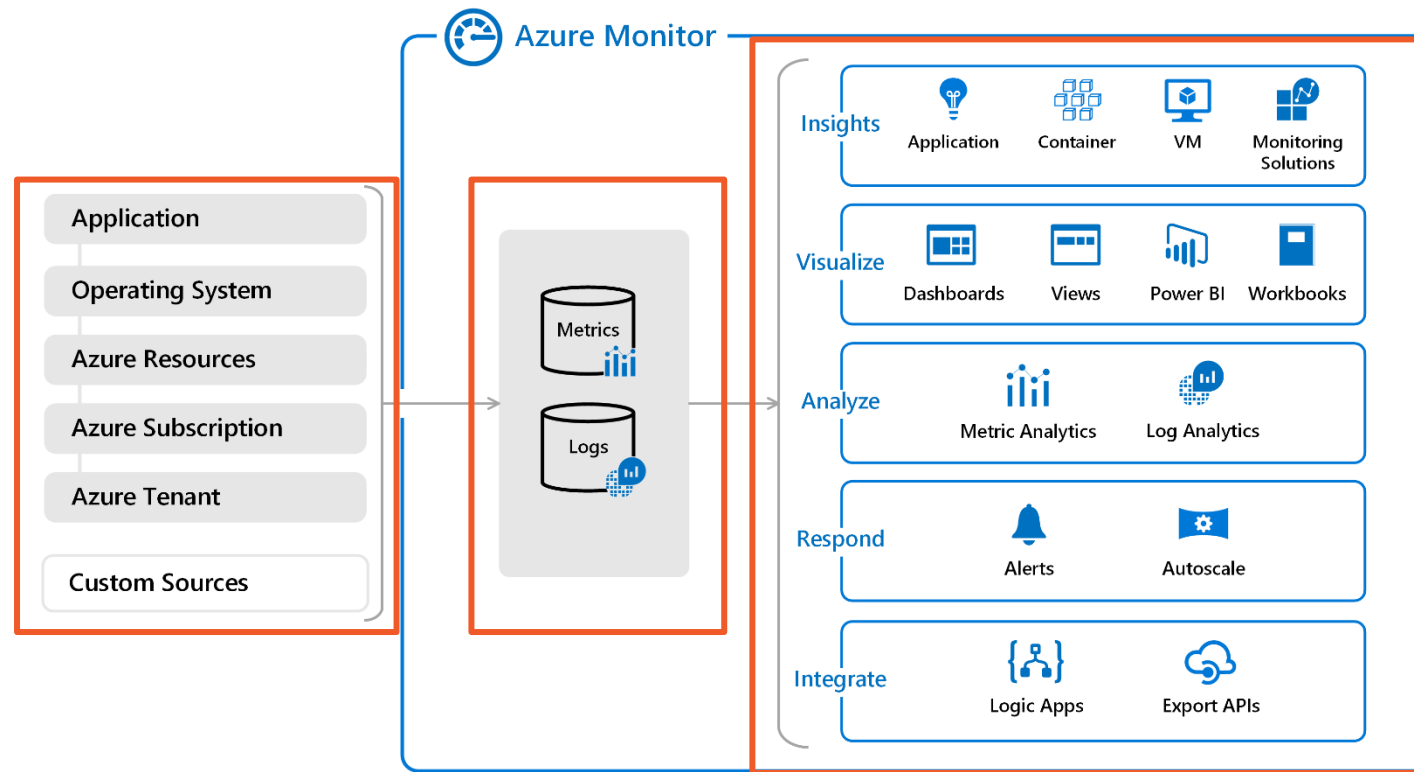 Azure Monitor
Application
Operating System
Azure Resources
Azure Subscription
Azure Tenant
Custom Sources
Metrics
Logs
Insights
Application
Container
VM
Monitoring
Solutions
Visualize
Dashboards
Views
Power BI
Workbooks
Analyze
Metric Analytics
Log Analytics
Respond
Alerts
Autoscale
Integrate
Logic Apps
Export APIs